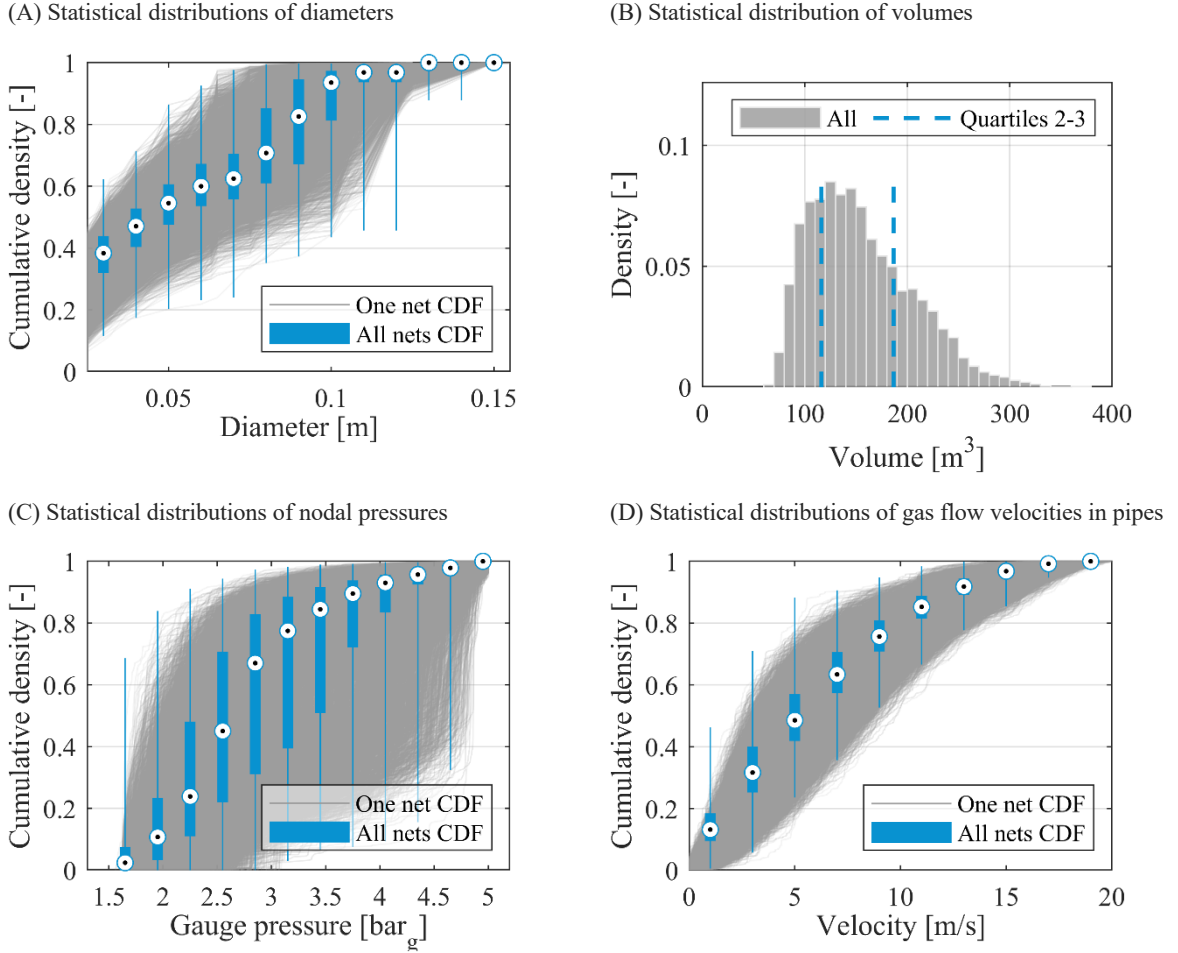 (A) Statistical distributions of diameters
Cumulative density [-]
1
0.8
0.6
0.4
0.2
0
One net CDF
All nets CDF
0.05
0.1
0.15
Diameter [m]
(B) Statistical distribution of volumes
Density [-]
0.1
0.05
0
All
Quartiles 2-3
0
100
200
300
400
Volume [m³]
(C) Statistical distributions of nodal pressures
Cumulative density [-]
1
0.8
0.6
0.4
0.2
0
One net CDF
All nets CDF
1.5
2
2.5
3
3.5
4
4.5
5
Gauge pressure [bar_g]
(D) Statistical distributions of gas flow velocities in pipes
Cumulative density [-]
1
0.8
0.6
0.4
0.2
0
One net CDF
All nets CDF
0
5
10
15
20
Velocity [m/s]